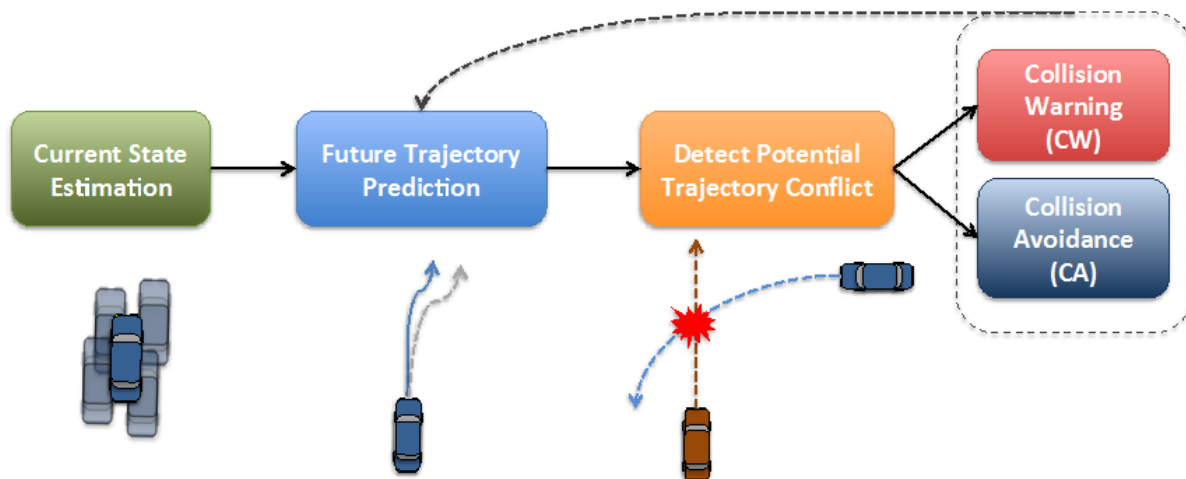 Current State
Estimation
Future Trajectory
Prediction
Detect Potential
Trajectory Conflict
Collision
Warning
(CW)
Collision
Avoidance
(CA)